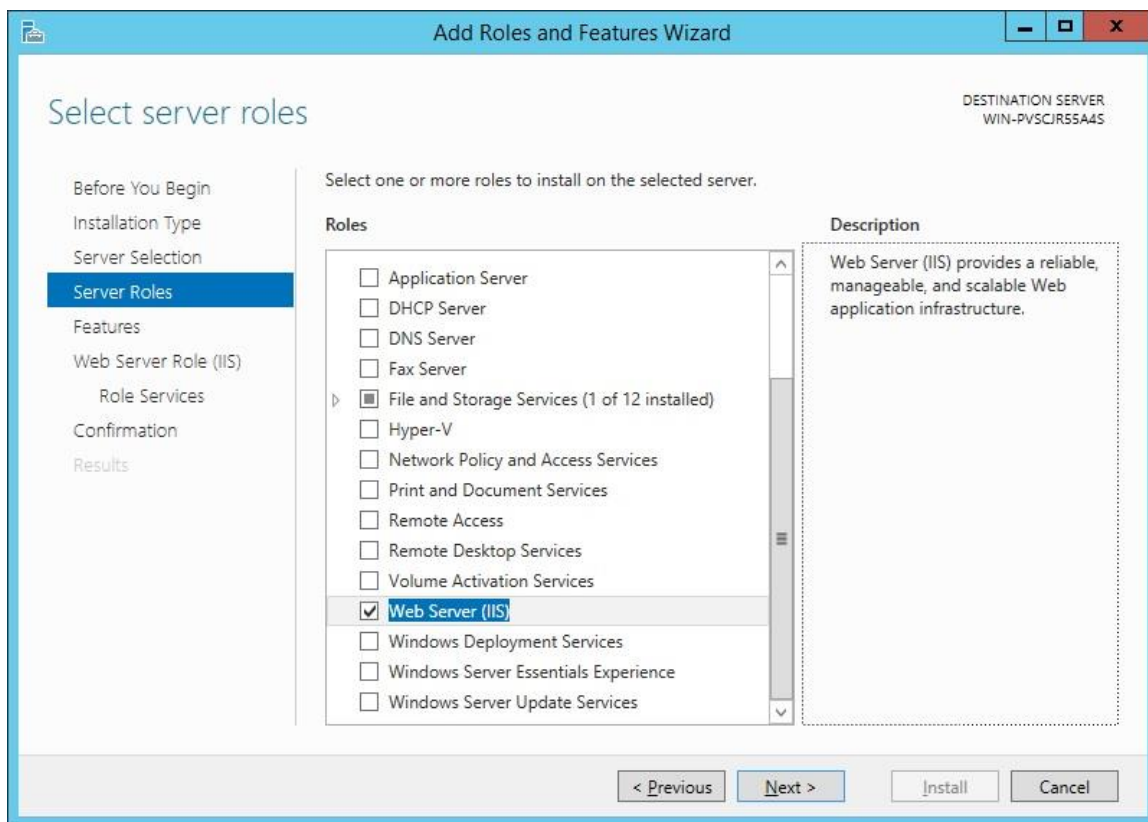 Add Roles and Features Wizard
Select server roles
DESTINATION SERVER
WIN-PVSCJR55A4S
Before You Begin
Installation Type
Server Selection
Server Roles
Features
Web Server Role (IIS)
Role Services
Confirmation
Results
Select one or more roles to install on the selected server.
Roles
Application Server
DHCP Server
DNS Server
Fax Server
File and Storage Services (1 of 12 installed)
Hyper-V
Network Policy and Access Services
Print and Document Services
Remote Access
Remote Desktop Services
Volume Activation Services
Web Server (IIS)
Windows Deployment Services
Windows Server Essentials Experience
Windows Server Update Services
Description
Web Server (IIS) provides a reliable,
manageable, and scalable Web
application infrastructure.
< Previous
Next >
Install
Cancel